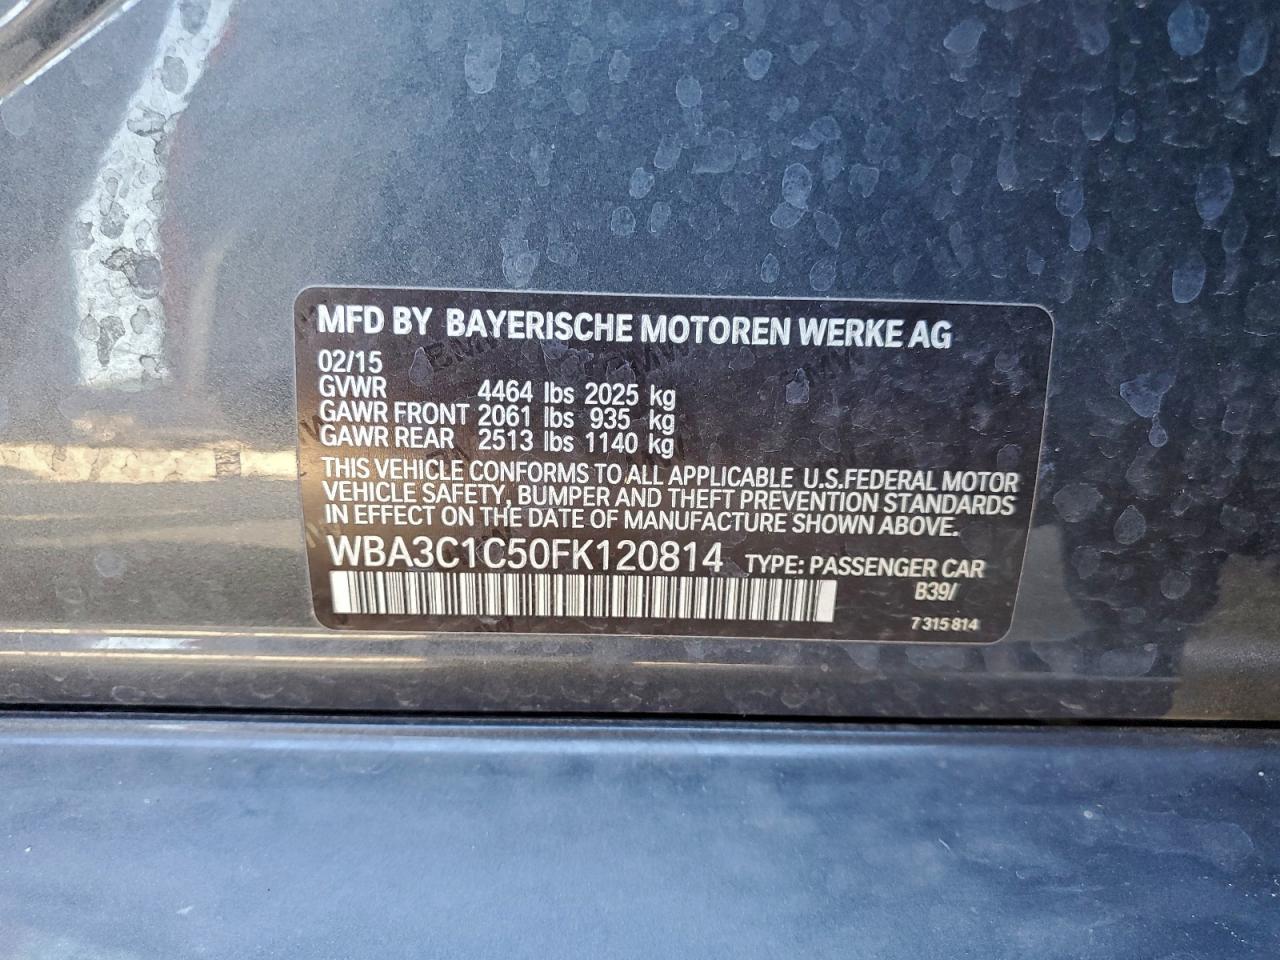 MFD BY BAYERISCHE MOTOREN WERKE AG
02/15
GVWR 4464 lbs 2025 kg
GAWR FRONT 2061 lbs 935 kg
GAWR REAR 2513 lbs 1140 kg
THIS VEHICLE CONFORMS TO ALL APPLICABLE U.S.FEDERAL MOTOR
VEHICLE SAFETY, BUMPER AND THEFT PREVENTION STANDARDS
IN EFFECT ON THE DATE OF MANUFACTURE SHOWN ABOVE.
WBA3C1C50FK120814 TYPE: PASSENGER CAR
B39/
7 315 814